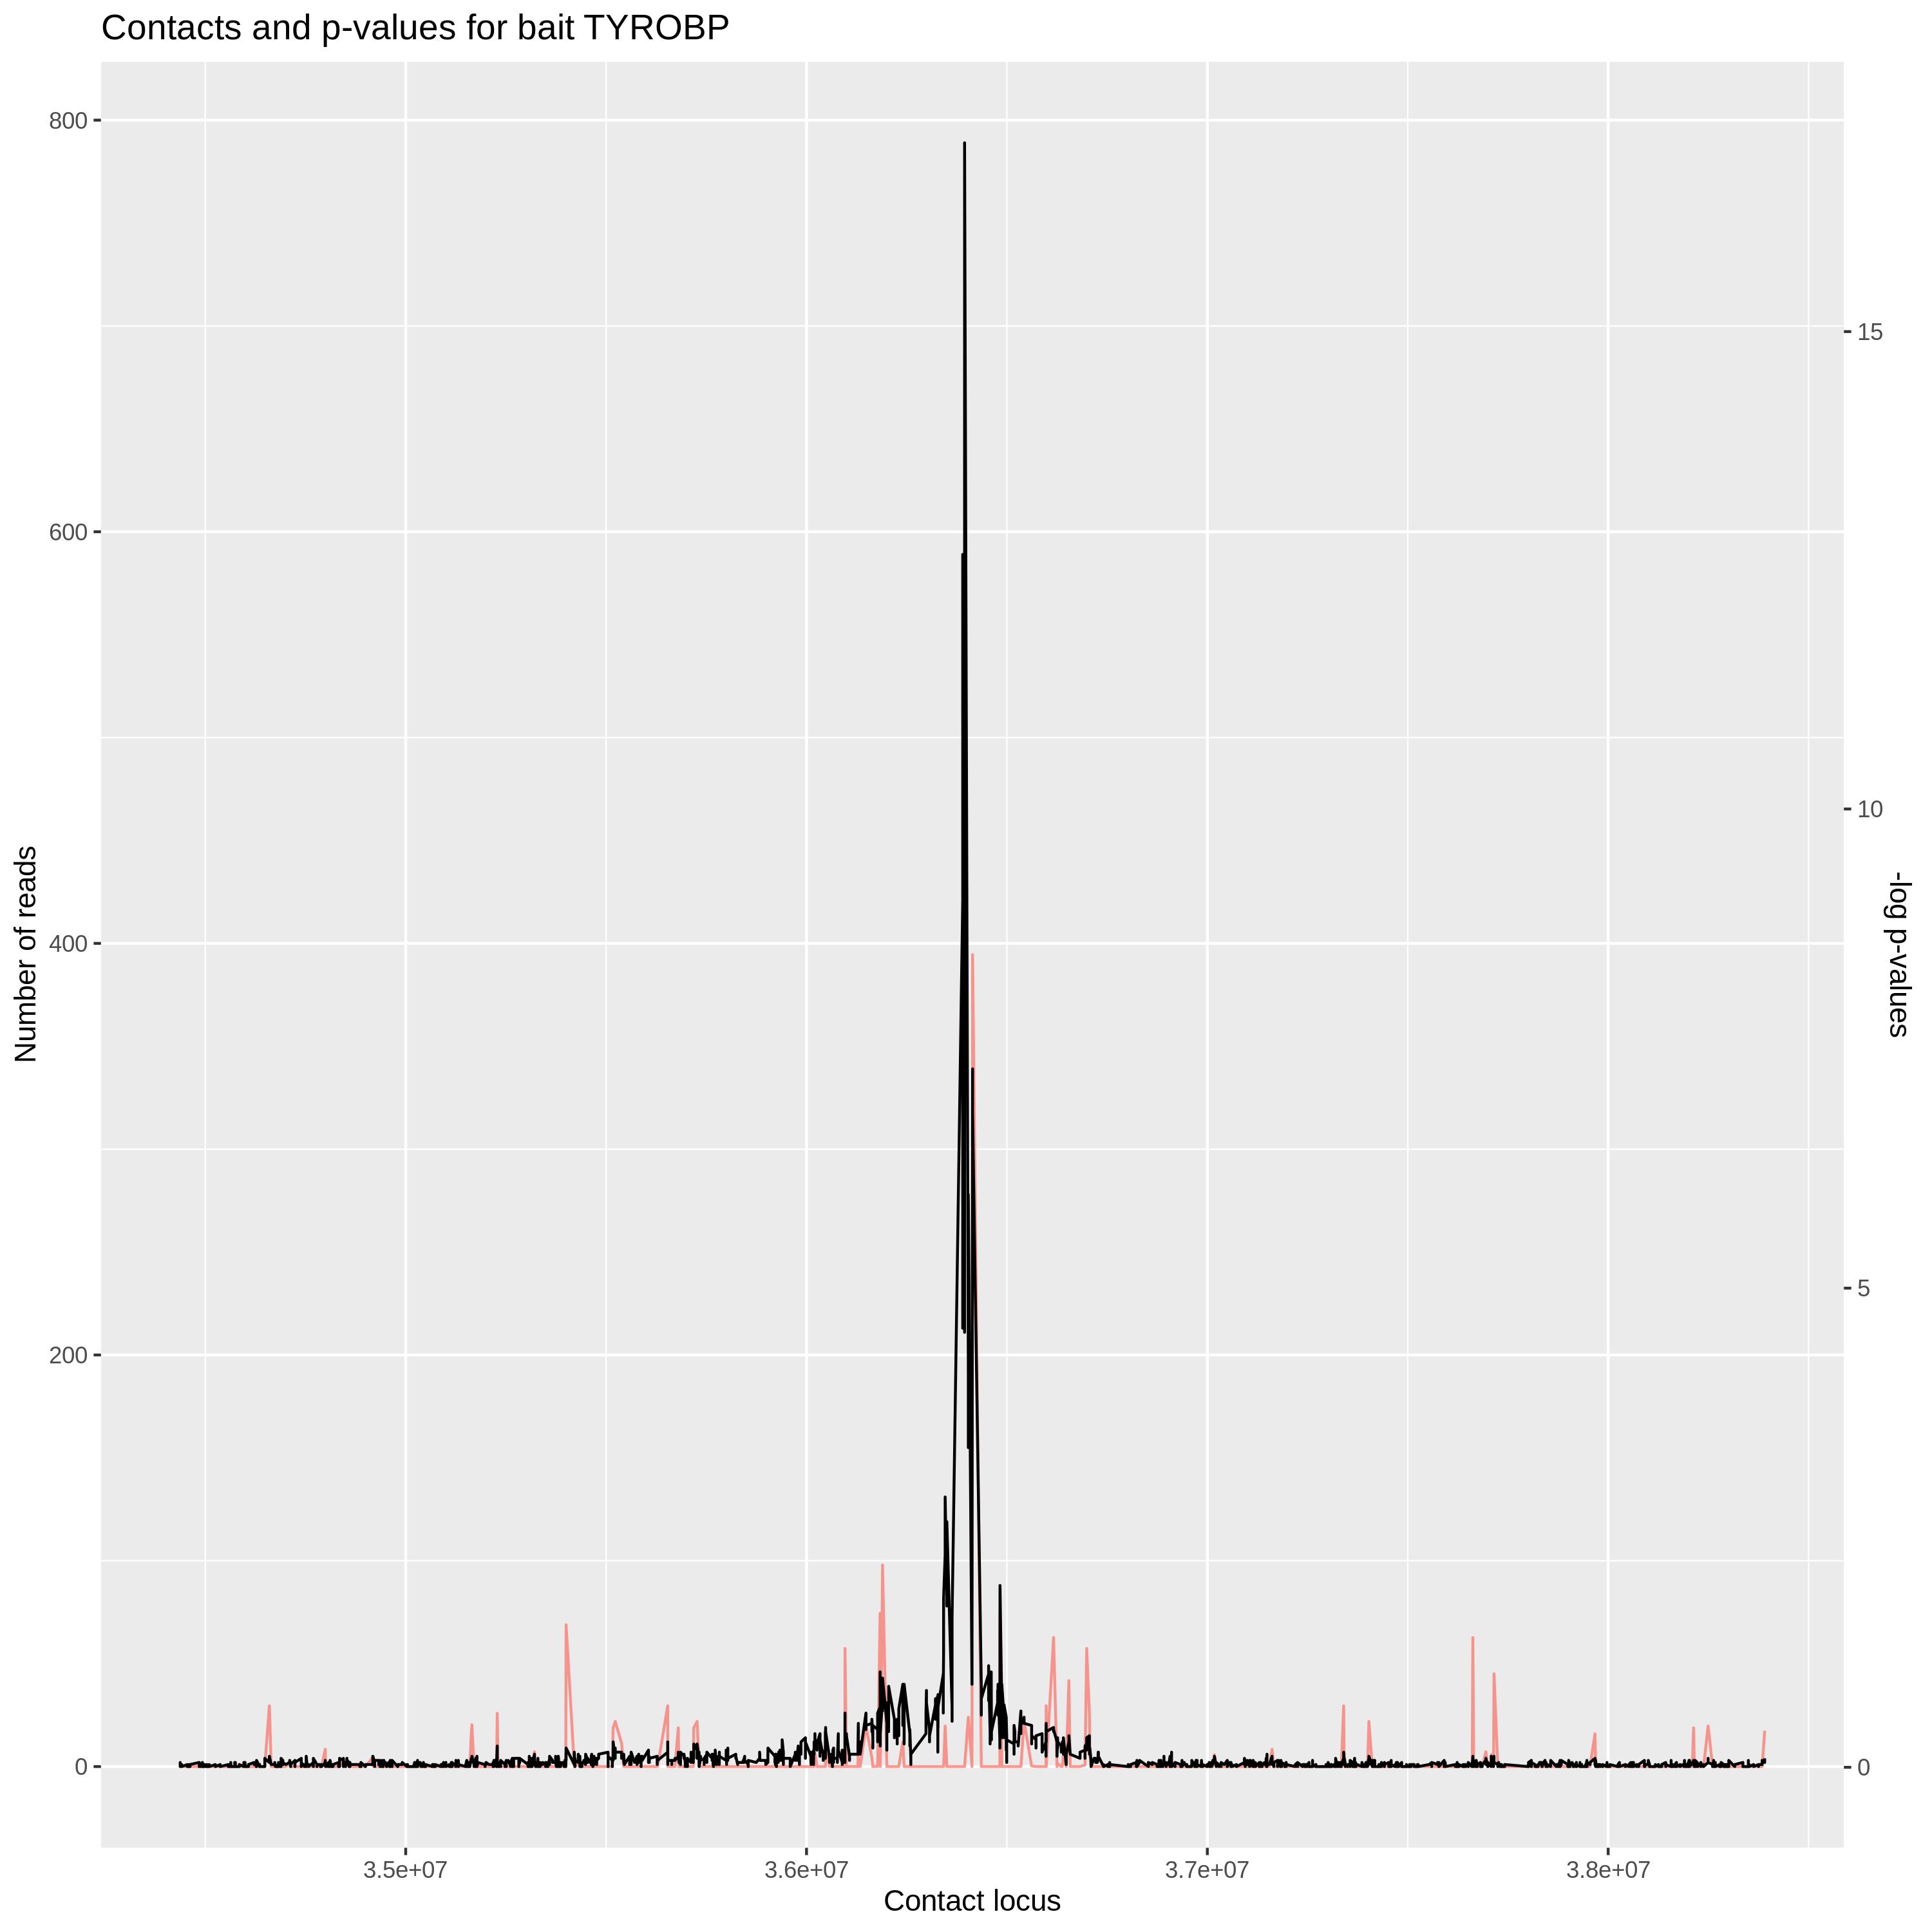 Contacts and p-values for bait TYROBP
800
600
400
200
0
Number of reads
15
10
5
0
-log p-values
3.5e+07
3.6e+07
3.7e+07
3.8e+07
Contact locus